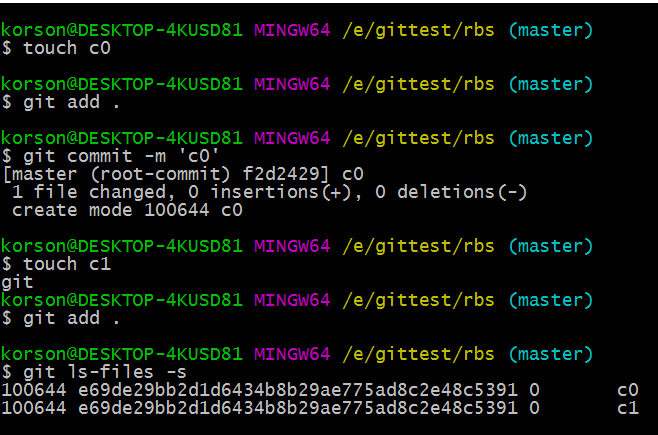 korson@DESKTOP-4KUSD81 MINGW64 /e/gittest/rbs (master)
$ touch c0
korson@DESKTOP-4KUSD81 MINGW64 /e/gittest/rbs (master)
$ git add .
korson@DESKTOP-4KUSD81 MINGW64 /e/gittest/rbs (master)
$ git commit -m 'c0'
[master (root-commit) f2d2429] c0
 1 file changed, 0 insertions(+), 0 deletions(-)
 create mode 100644 c0
korson@DESKTOP-4KUSD81 MINGW64 /e/gittest/rbs (master)
$ touch c1
git
korson@DESKTOP-4KUSD81 MINGW64 /e/gittest/rbs (master)
$ git add .
korson@DESKTOP-4KUSD81 MINGW64 /e/gittest/rbs (master)
$ git ls-files -s
100644 e69de29bb2d1d6434b8b29ae775ad8c2e48c5391 0       c0
100644 e69de29bb2d1d6434b8b29ae775ad8c2e48c5391 0       c1